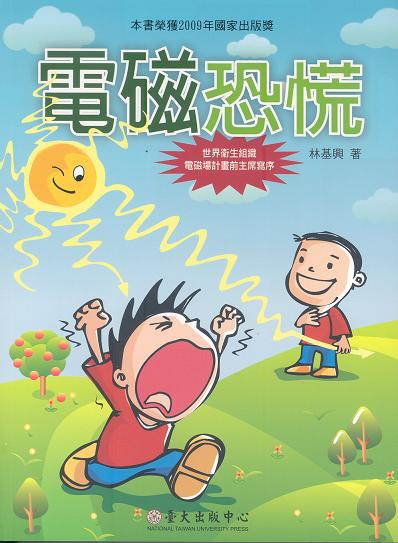 本書榮獲2009年國家出版獎
電磁恐慌
世界衛生組織
電磁場計畫前主席寫序
林基興 著
臺大出版中心
NATIONAL TAIWAN UNIVERSITY PRESS